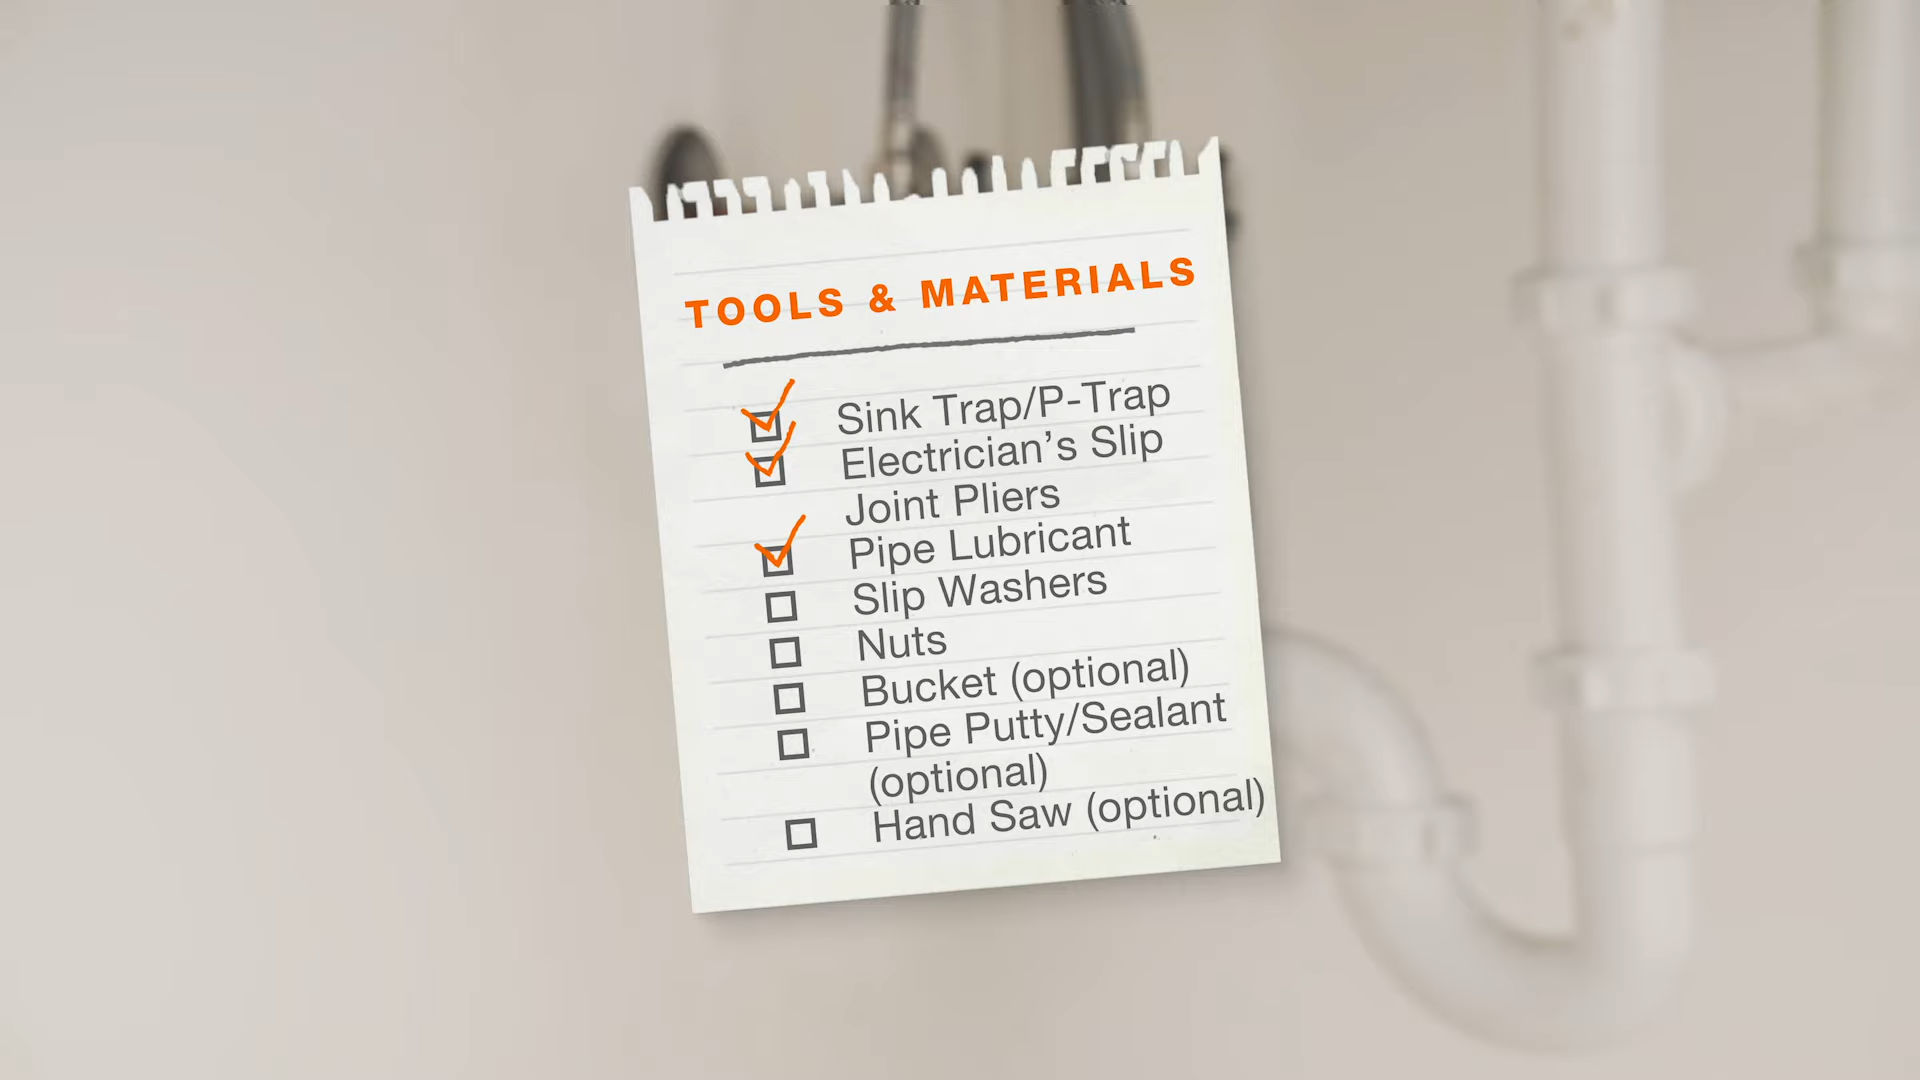 TOOLS & MATERIALS
Sink Trap/P-Trap
Electrician’s Slip
Joint Pliers
Pipe Lubricant
Slip Washers
Nuts
Bucket (optional)
Pipe Putty/Sealant
(optional)
Hand Saw (optional)